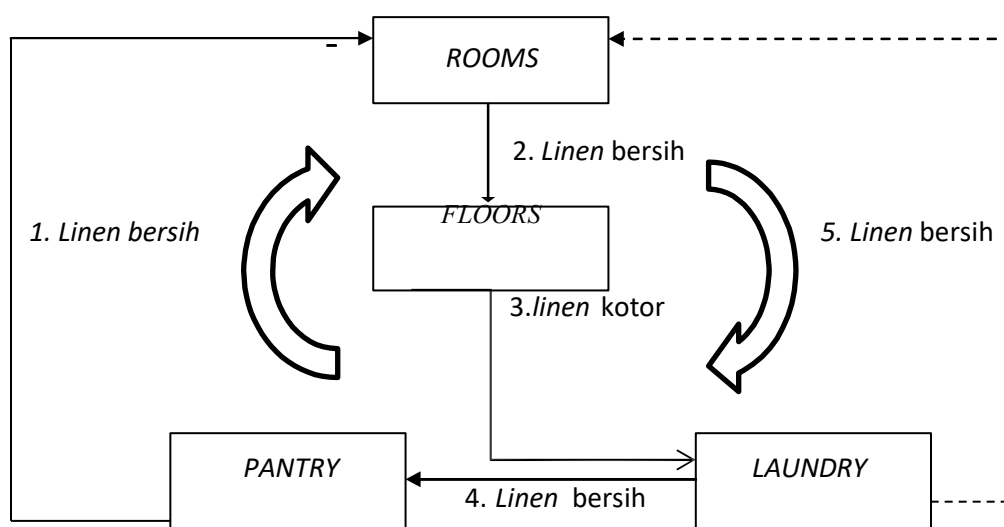 ROOMS
2. Linen bersih
FLOORS
1. Linen bersih
5. Linen bersih
3.linen kotor
PANTRY
LAUNDRY
4. Linen bersih